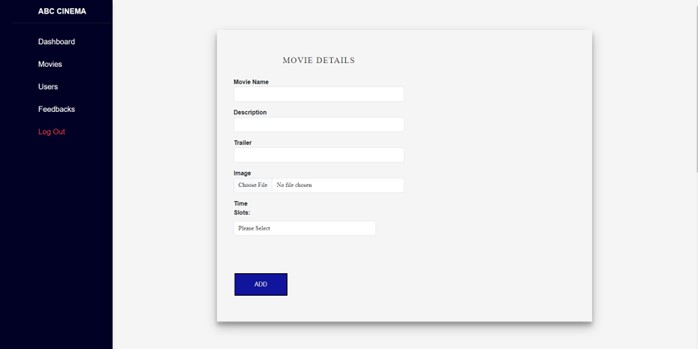 ABC CINEMA
Dashboard
Movies
Users
Feedbacks
Log Out
MOVIE DETAILS
Movie Name
Description
Trailer
Image
Choose File No file chosen
Time
Slots:
Please Select
ADD